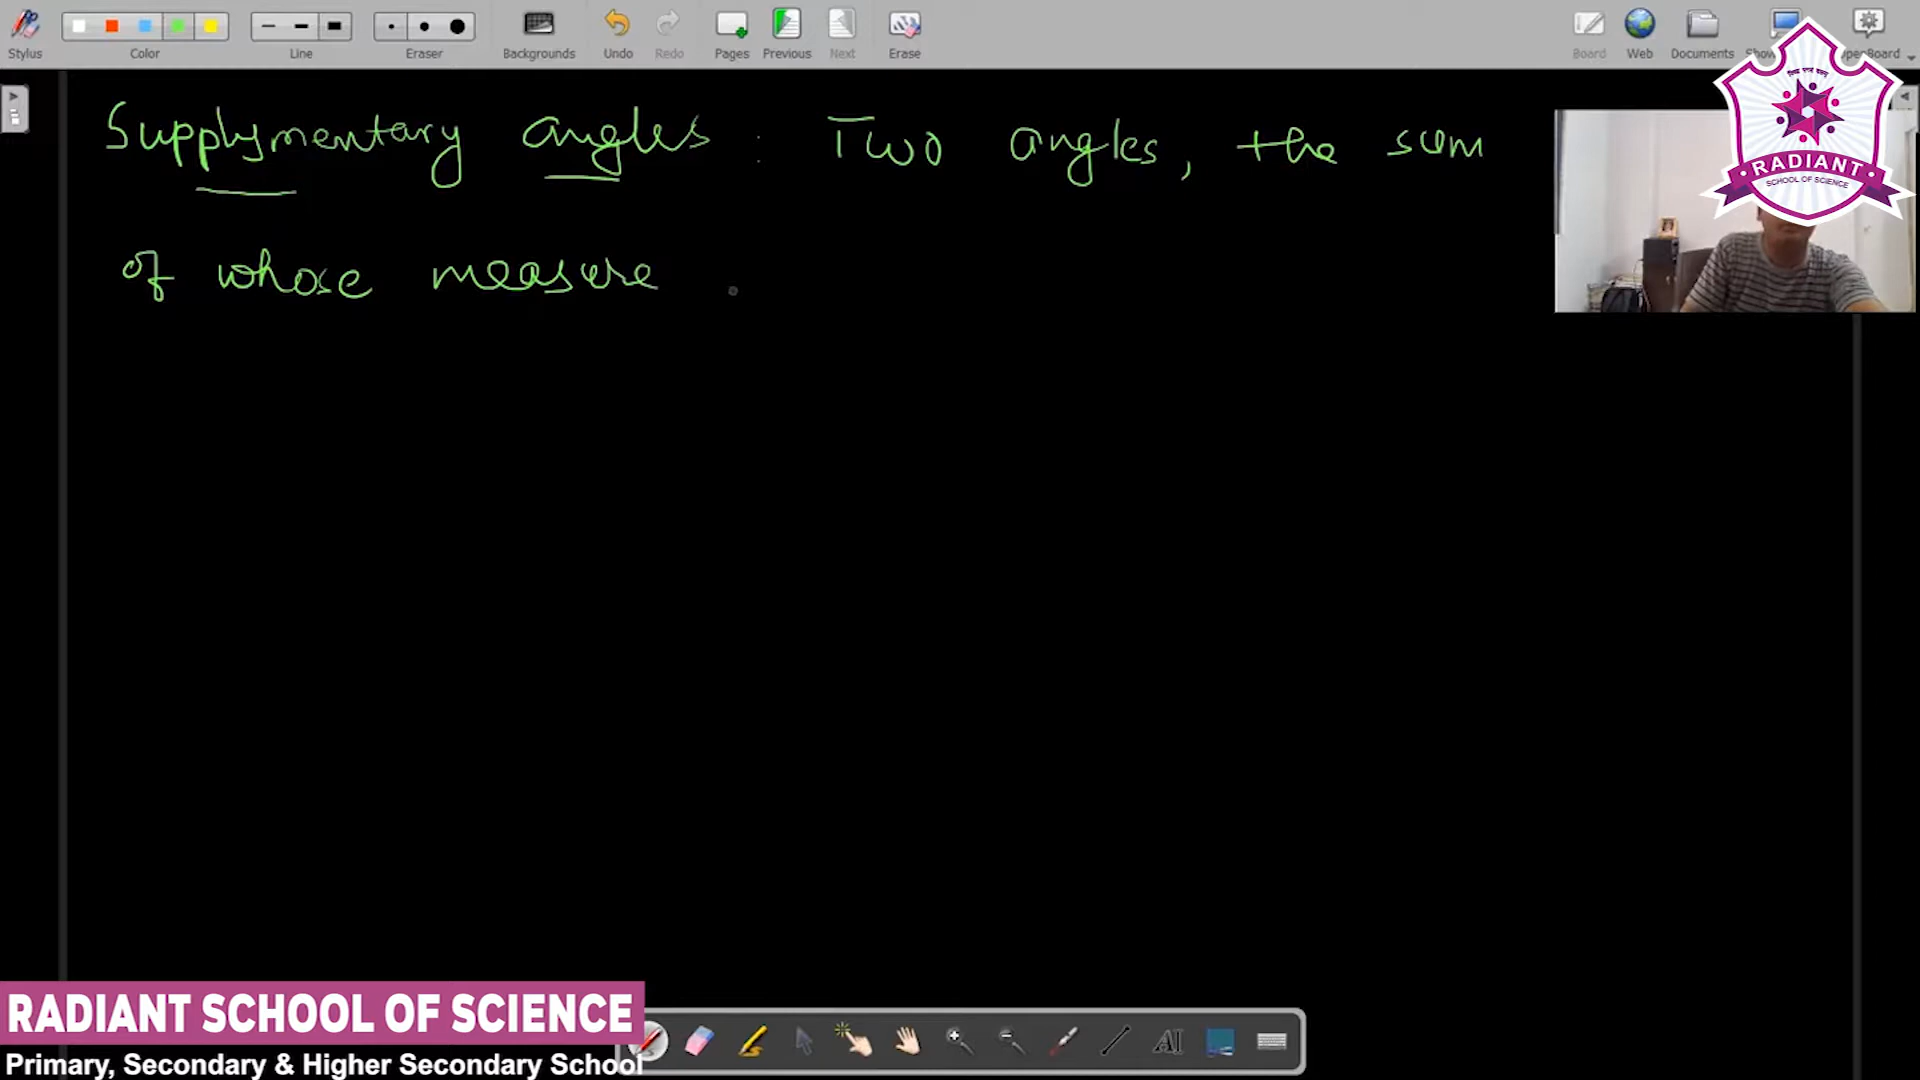 Stylus Color Line Eraser Backgrounds Undo Redo Pages Previous Next Erase Board Web Documents
RADIANT
SCHOOL OF SCIENCE
Supplymentary angles : Two angles, the sum
of whose measure
RADIANT SCHOOL OF SCIENCE
Primary, Secondary & Higher Secondary School
AI